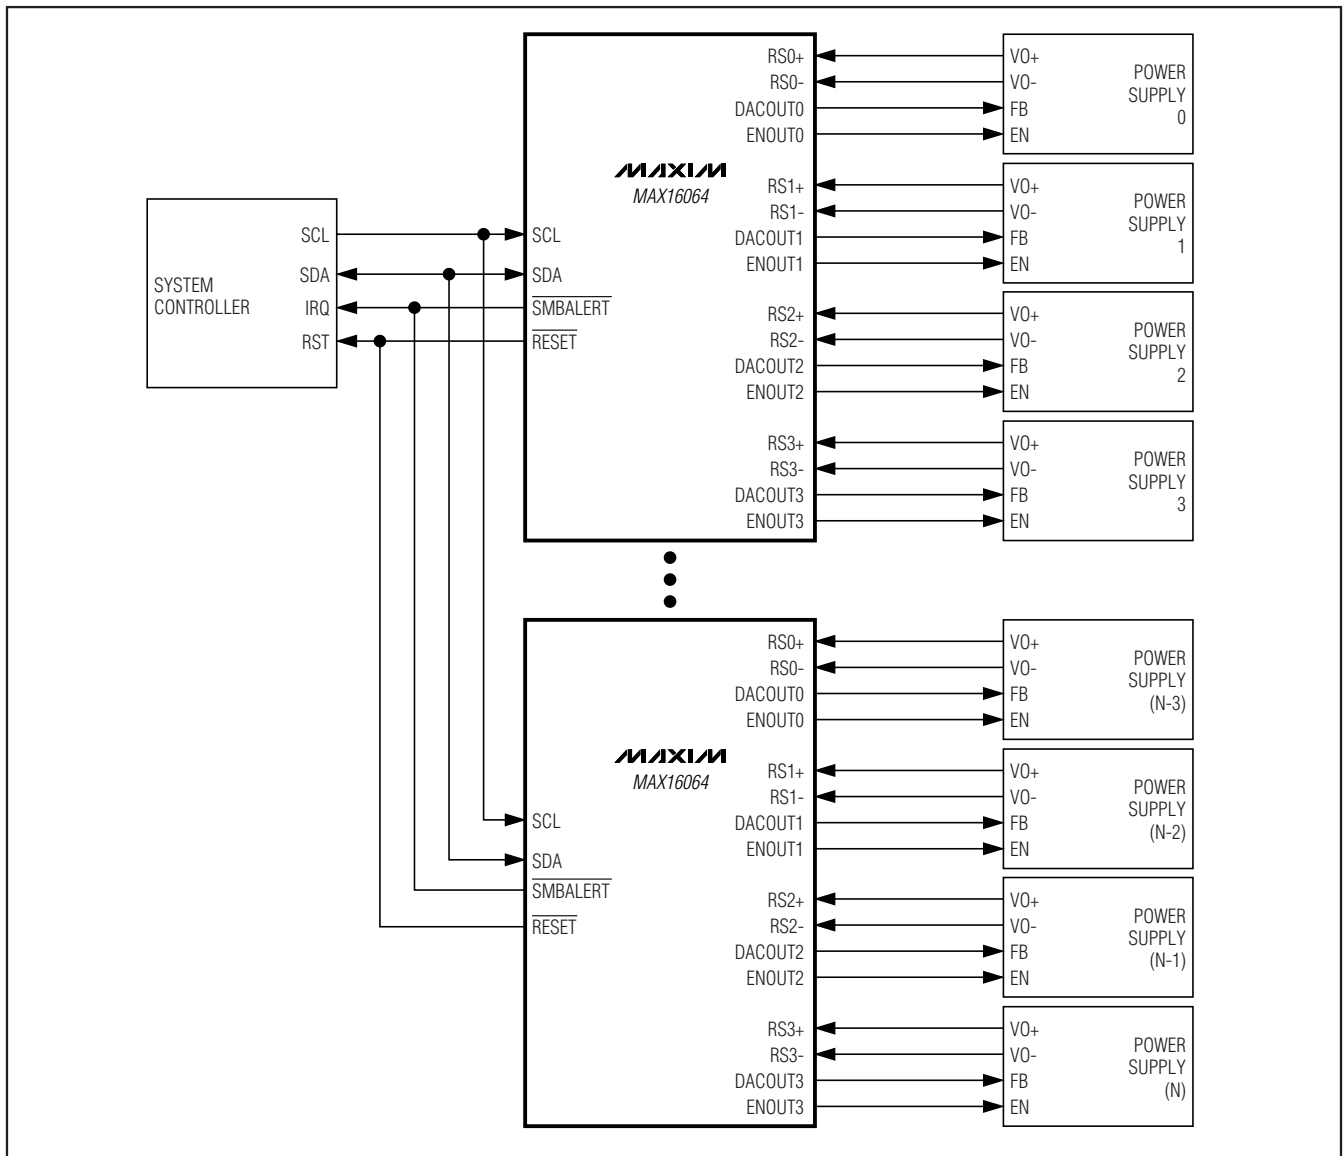 SYSTEM
CONTROLLER
SCL
SDA
IRQ
RST
MAXIM
MAX16064
SCL
SDA
SMBALERT
RESET
RS0+
RS0-
DACOUT0
ENOUT0
RS1+
RS1-
DACOUT1
ENOUT1
RS2+
RS2-
DACOUT2
ENOUT2
RS3+
RS3-
DACOUT3
ENOUT3
VO+
VO-
FB
EN
POWER
SUPPLY
0
VO+
VO-
FB
EN
POWER
SUPPLY
1
VO+
VO-
FB
EN
POWER
SUPPLY
2
VO+
VO-
FB
EN
POWER
SUPPLY
3
MAXIM
MAX16064
SCL
SDA
SMBALERT
RESET
RS0+
RS0-
DACOUT0
ENOUT0
RS1+
RS1-
DACOUT1
ENOUT1
RS2+
RS2-
DACOUT2
ENOUT2
RS3+
RS3-
DACOUT3
ENOUT3
VO+
VO-
FB
EN
POWER
SUPPLY
(N-3)
VO+
VO-
FB
EN
POWER
SUPPLY
(N-2)
VO+
VO-
FB
EN
POWER
SUPPLY
(N-1)
VO+
VO-
FB
EN
POWER
SUPPLY
(N)